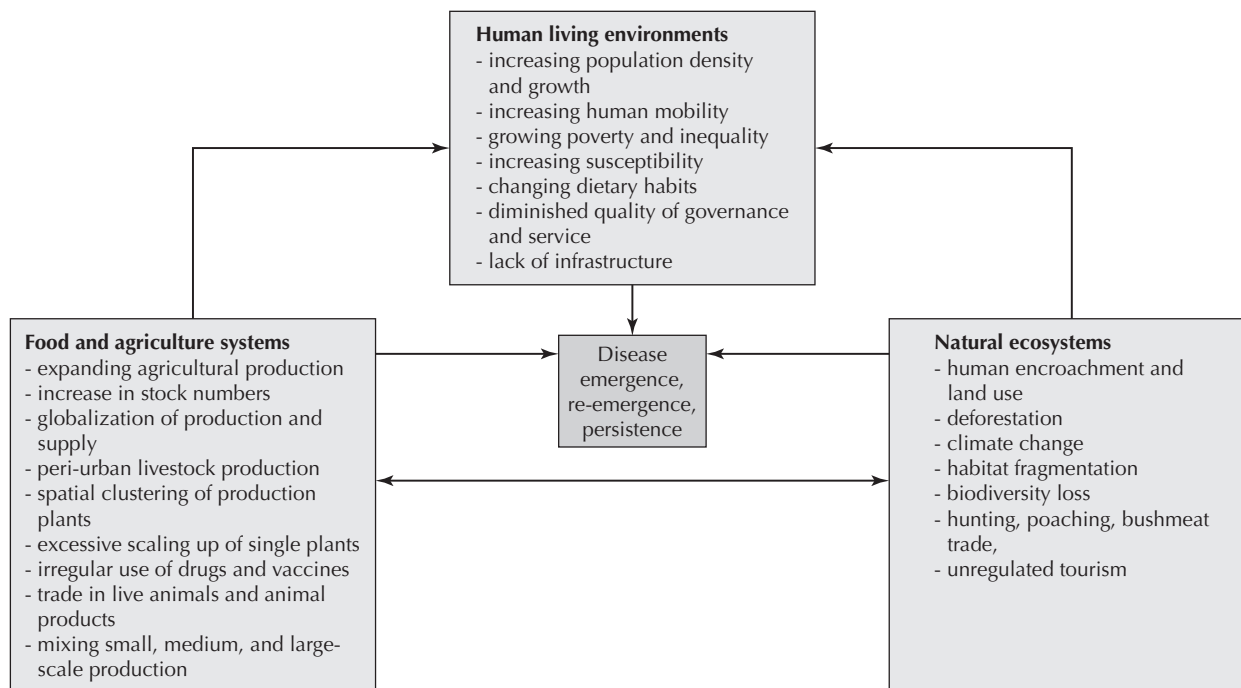 Human living environments
- increasing population density
and growth
- increasing human mobility
- growing poverty and inequality
- increasing susceptibility
- changing dietary habits
- diminished quality of governance
and service
- lack of infrastructure
Food and agriculture systems
- expanding agricultural production
- increase in stock numbers
- globalization of production and
supply
- peri-urban livestock production
- spatial clustering of production
plants
- excessive scaling up of single plants
- irregular use of drugs and vaccines
- trade in live animals and animal
products
- mixing small, medium, and large-
scale production
Disease
emergence,
re-emergence,
persistence
Natural ecosystems
- human encroachment and
land use
- deforestation
- climate change
- habitat fragmentation
- biodiversity loss
- hunting, poaching, bushmeat
trade,
- unregulated tourism